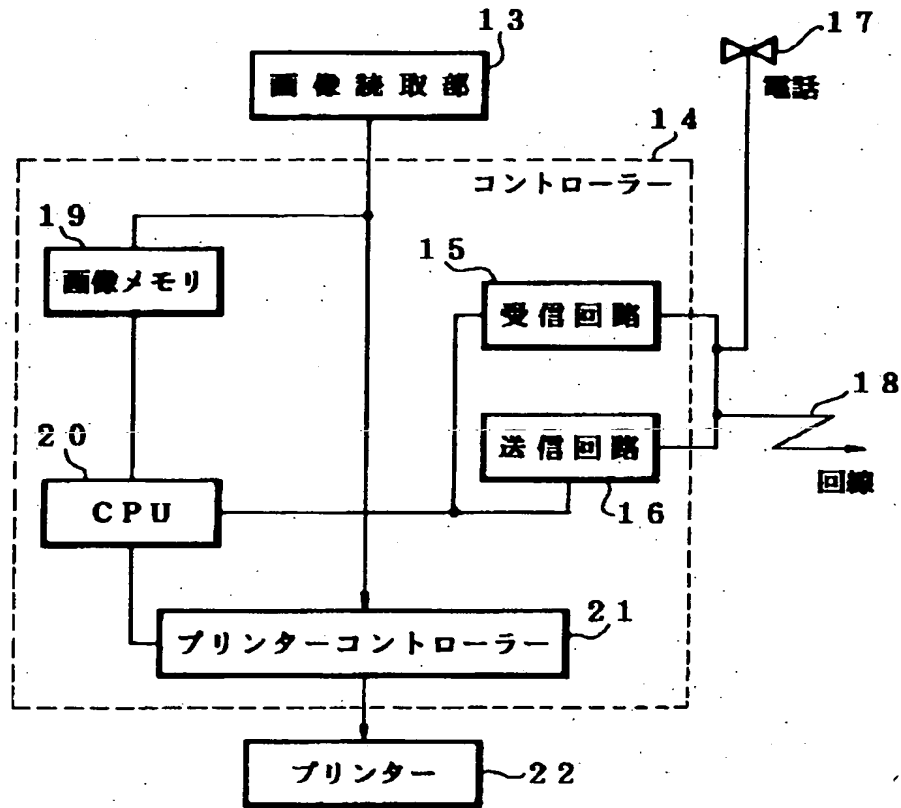 13
画像読取部
17
電話
14
コントローラー
19
画像メモリ
15
受信回路
18
回線
20
CPU
送信回路
16
21
プリンターコントローラー
プリンター
22